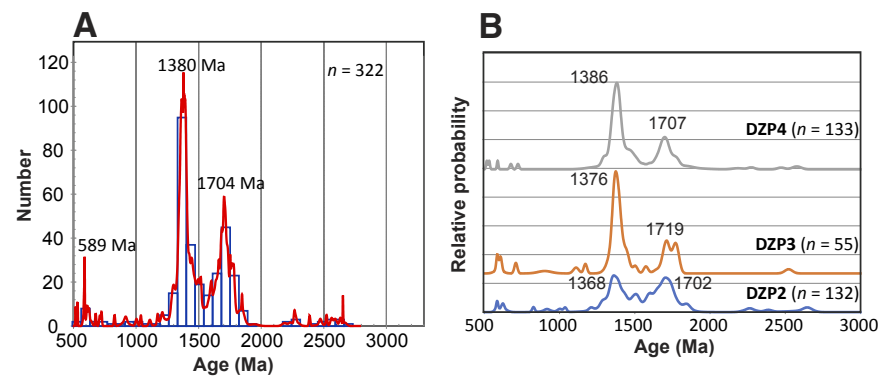 A
120
100
80
60
40
20
0
Number
1380 Ma
n = 322
1704 Ma
589 Ma
500 1000 1500 2000 2500 3000
Age (Ma)
B
Relative probability
1386
1707
DZP4 (n = 133)
1376
1719
DZP3 (n = 55)
1368
1702
DZP2 (n = 132)
500 1000 1500 2000 2500 3000
Age (Ma)